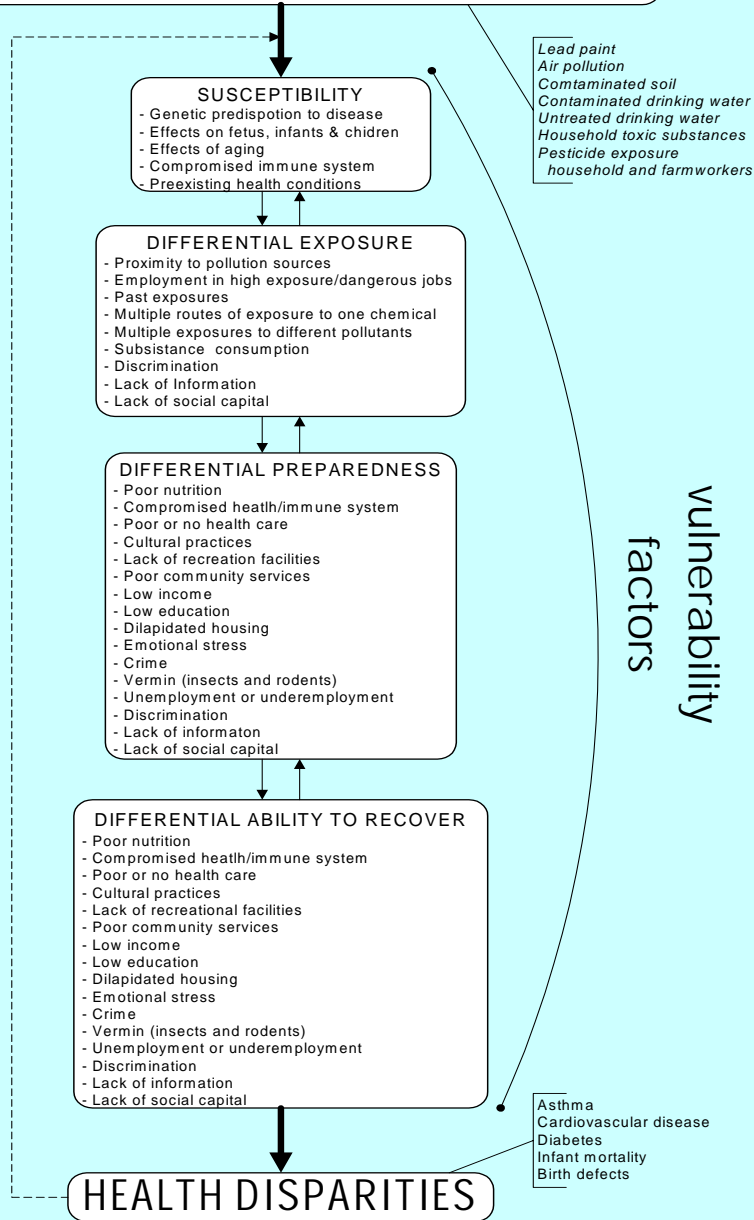 Lead paint
Air pollution
Comtaminated soil
Contaminated drinking water
Untreated drinking water
Household toxic substances
Pesticide exposure
household and farmworkers
SUSCEPTIBILITY
- Genetic predispotion to disease
- Effects on fetus, infants & chidren
- Effects of aging
- Compromised immune system
- Preexisting health conditions
DIFFERENTIAL EXPOSURE
- Proximity to pollution sources
- Employment in high exposure/dangerous jobs
- Past exposures
- Multiple routes of exposure to one chemical
- Multiple exposures to different pollutants
- Subsistance consumption
- Discrimination
- Lack of Information
- Lack of social capital
DIFFERENTIAL PREPAREDNESS
- Poor nutrition
- Compromised heatlh/immune system
- Poor or no health care
- Cultural practices
- Lack of recreation facilities
- Poor community services
- Low income
- Low education
- Dilapidated housing
- Emotional stress
- Crime
- Vermin (insects and rodents)
- Unemployment or underemployment
- Discrimination
- Lack of informaton
- Lack of social capital
vulnerability
factors
DIFFERENTIAL ABILITY TO RECOVER
- Poor nutrition
- Compromised heatlh/immune system
- Poor or no health care
- Cultural practices
- Lack of recreational facilities
- Poor community services
- Low income
- Low education
- Dilapidated housing
- Emotional stress
- Crime
- Vermin (insects and rodents)
- Unemployment or underemployment
- Discrimination
- Lack of information
- Lack of social capital
Asthma
Cardiovascular disease
Diabetes
Infant mortality
Birth defects
HEALTH DISPARITIES